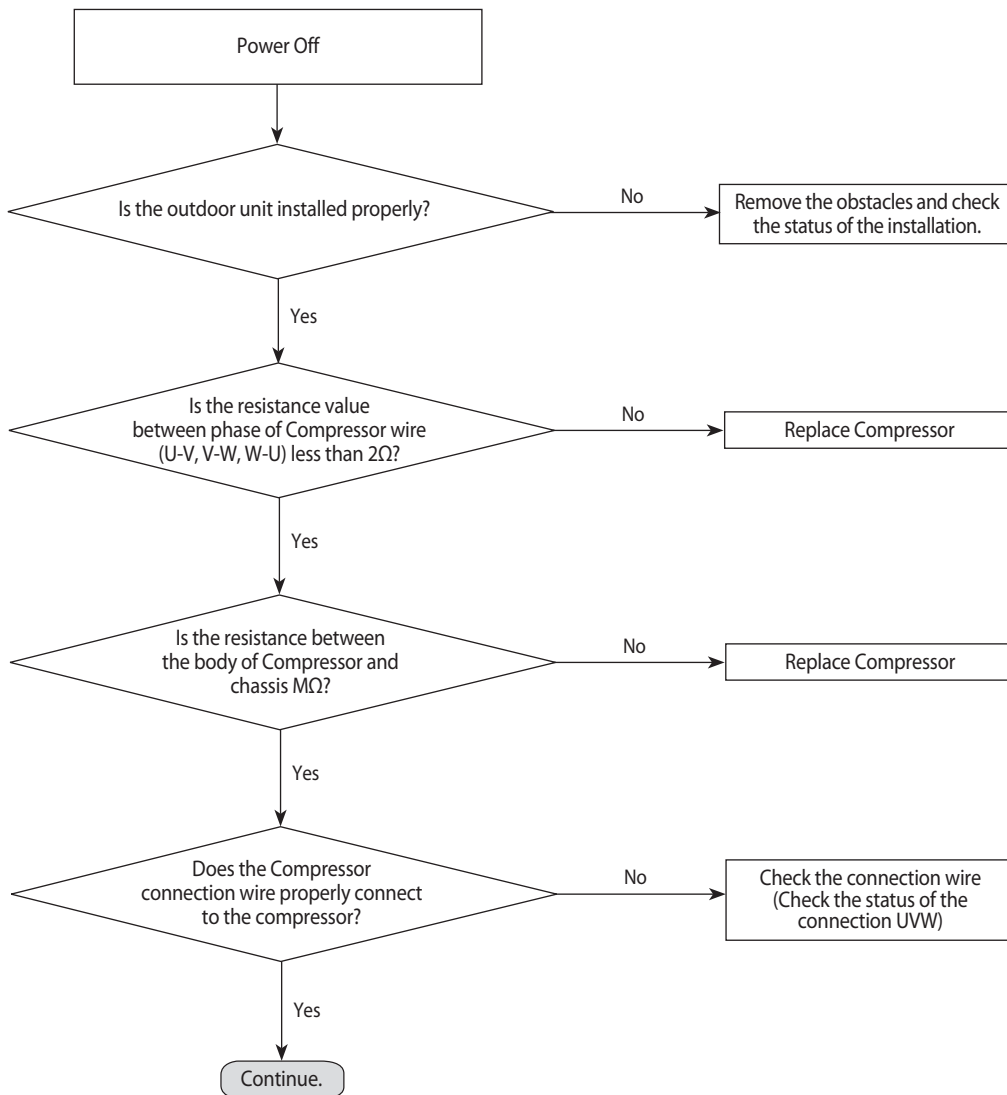 Power Off
Is the outdoor unit installed properly?
No
Remove the obstacles and check
the status of the installation.
Yes
Is the resistance value
between phase of Compressor wire
(U-V, V-W, W-U) less than 2Ω?
No
Replace Compressor
Yes
Is the resistance between
the body of Compressor and
chassis MΩ?
No
Replace Compressor
Yes
Does the Compressor
connection wire properly connect
to the compressor?
No
Check the connection wire
(Check the status of the
connection UVW)
Yes
Continue.